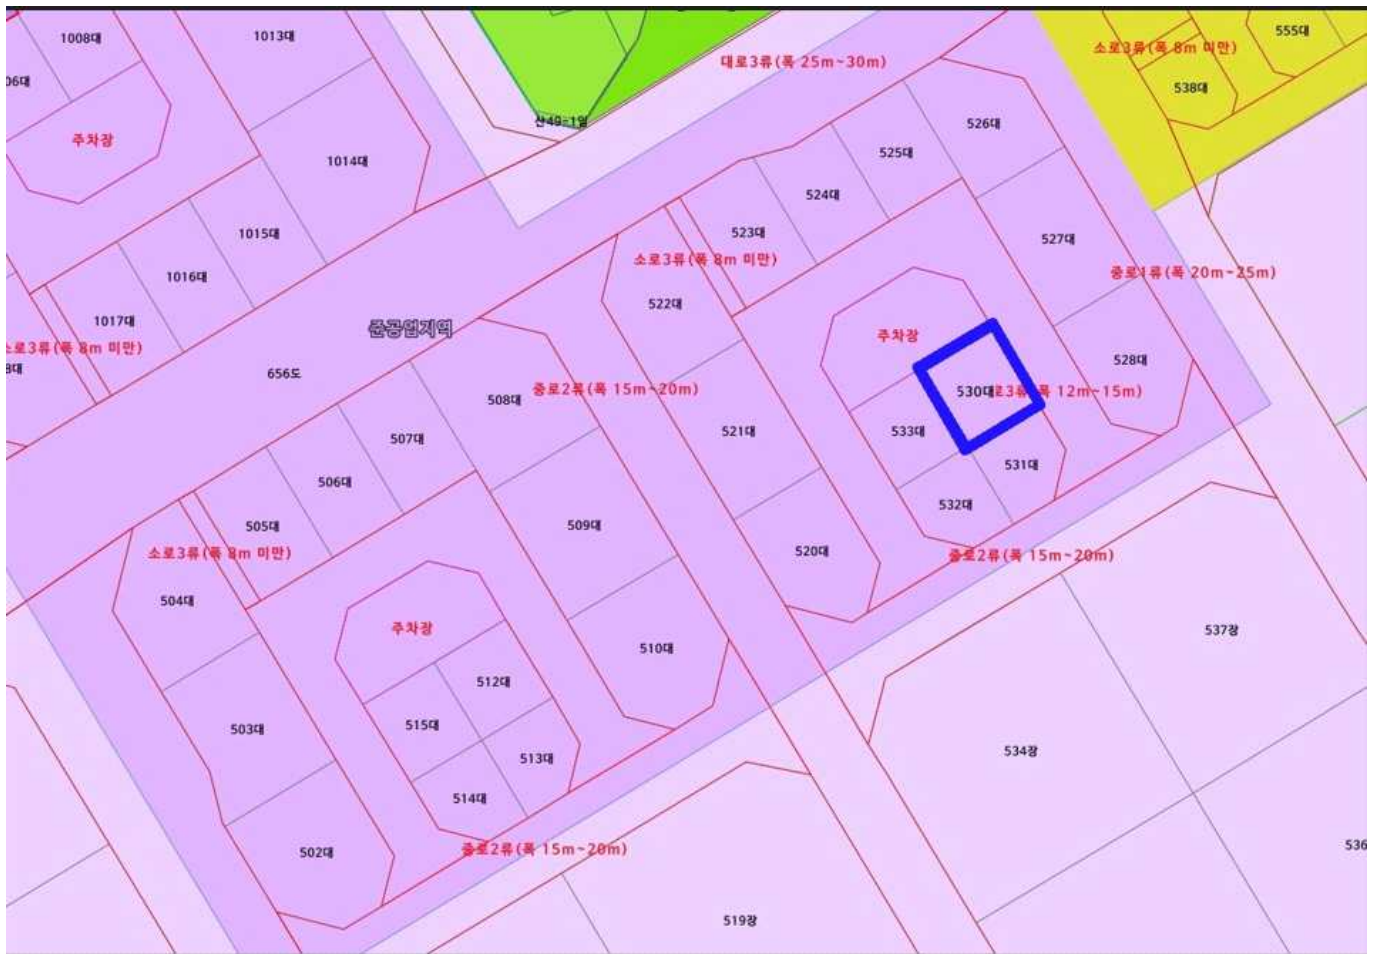 1008대
1013대
06대
주차장
1014대
산49-1임
대로3류(폭 25m~30m)
소로3류(폭 8m 미만)
555대
538대
526대
525대
524대
523대
소로3류(폭 8m 미만)
522대
527대
중로1류(폭 20m~25m)
1015대
1016대
1017대
소로3류(폭 8m 미만)
8대
준공업지역
656도
주차장
528대
530대
로3류(폭 12m~15m)
중로2류(폭 15m~20m)
508대
507대
506대
505대
521대
533대
531대
532대
소로3류(폭 8m 미만)
509대
520대
중로2류(폭 15m~20m)
504대
주차장
510대
537장
512대
515대
503대
513대
534장
514대
502대
중로2류(폭 15m~20m)
536
519장